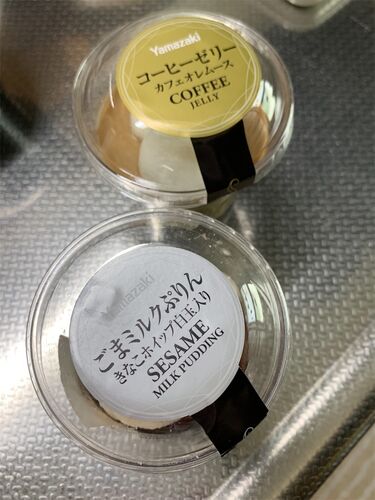 Yamazaki
コーヒーゼリー
カフェオレムース
COFFEE
JELLY
Yamazaki
ごまミルクぷりん
きなこホイップ白玉入り
SESAME
MILK PUDDING